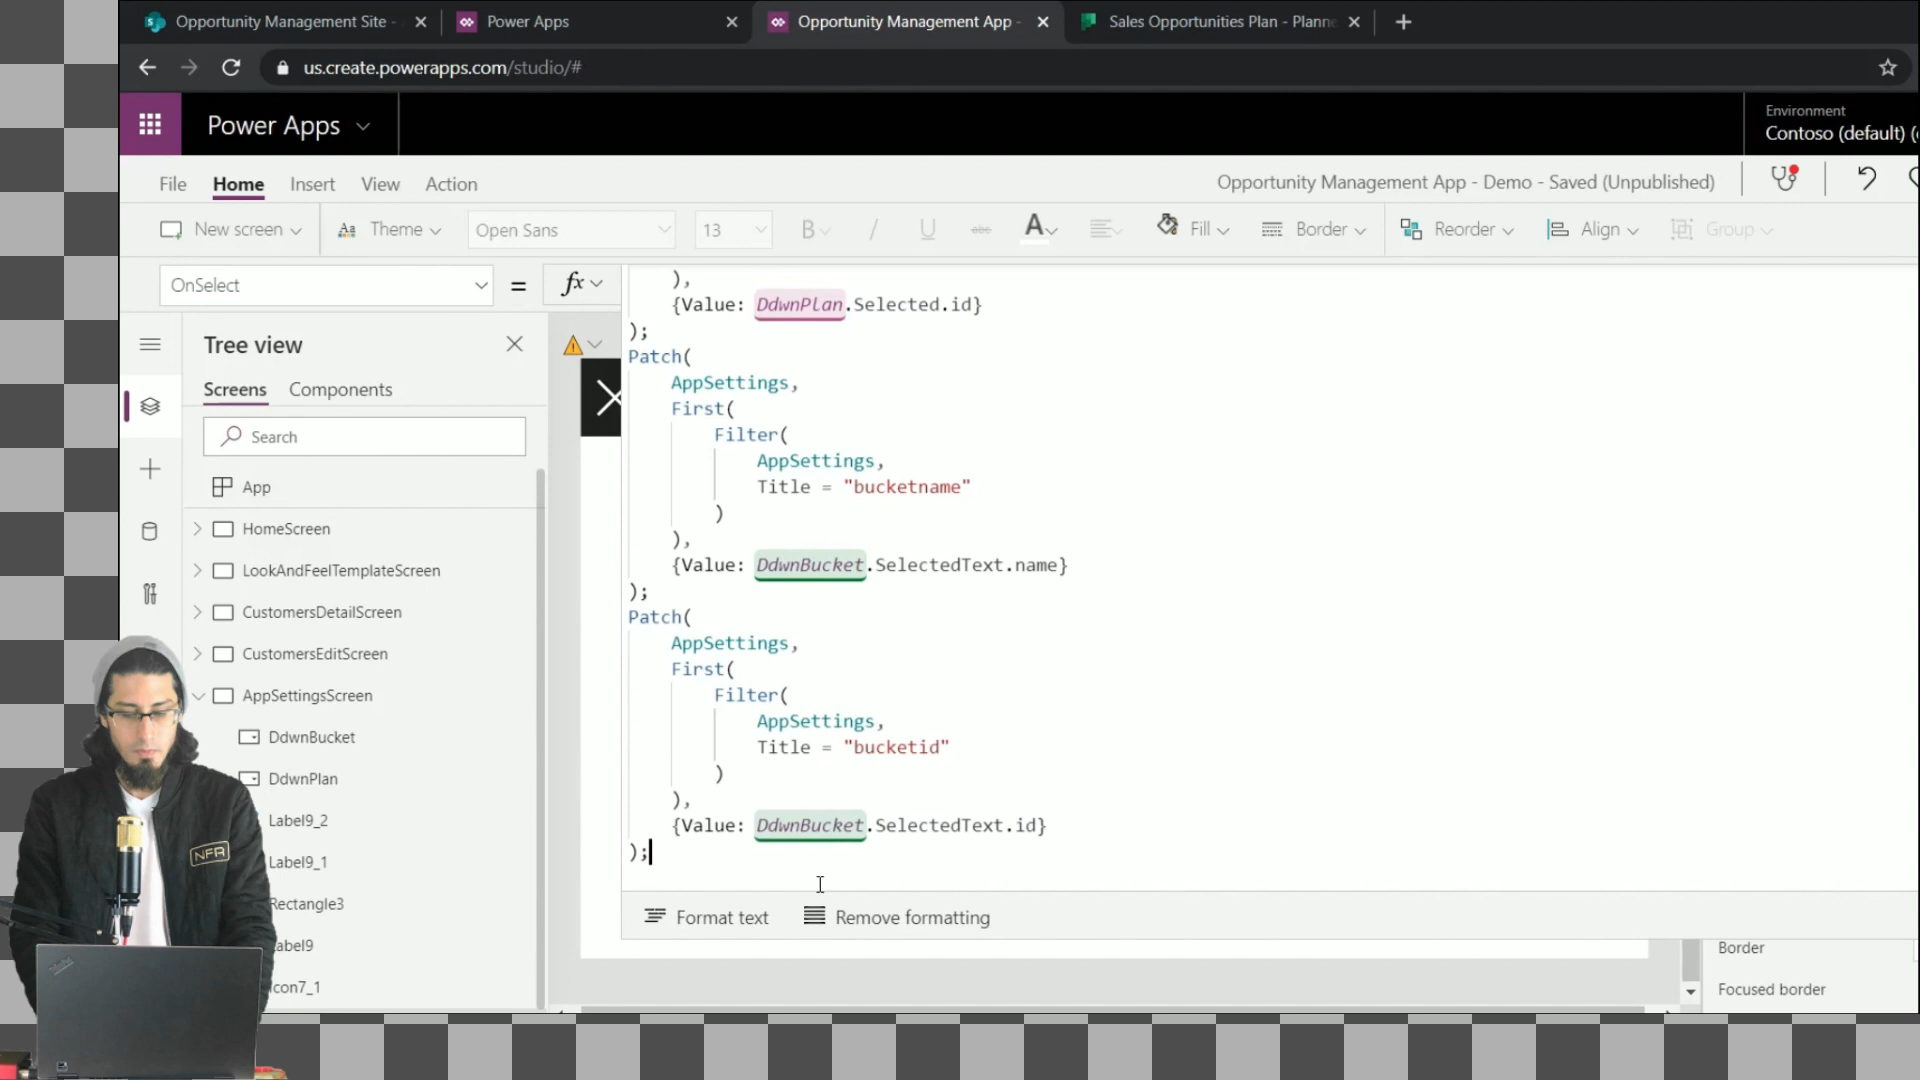 Opportunity Management Site -
Power Apps
Opportunity Management App -
Sales Opportunities Plan - Planne
us.create.powerapps.com/studio/#
Power Apps
Environment
Contoso (default) (
File
Home
Insert
View
Action
Opportunity Management App - Demo - Saved (Unpublished)
New screen
Aa
Theme
Open Sans
13
B
/
U
abc
A
Fill
Border
Reorder
Align
Group
OnSelect
=
fx
),
{Value: DdwnPlan.Selected.id}
);
Patch(
AppSettings,
First(
Filter(
AppSettings,
Title = "bucketname"
)
),
{Value: DdwnBucket.SelectedText.name}
);
Patch(
AppSettings,
First(
Filter(
AppSettings,
Title = "bucketid"
)
),
{Value: DdwnBucket.SelectedText.id}
);
Format text
Remove formatting
Tree view
Screens
Components
Search
App
HomeScreen
LookAndFeelTemplateScreen
CustomersDetailScreen
CustomersEditScreen
AppSettingsScreen
DdwnBucket
DdwnPlan
Label9_2
Label9_1
Rectangle3
abel9
con7_1
Border
Focused border
NFR
ThinkPad